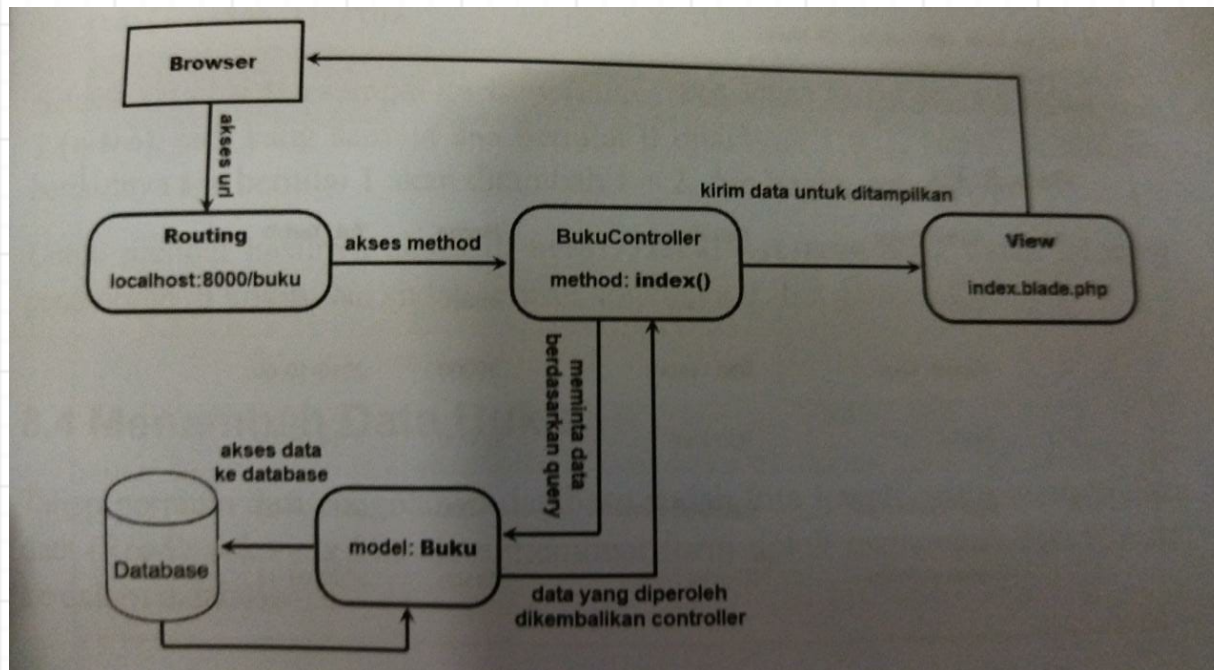 Browser
akses url
Routing
localhost:8000/buku
akses method
BukuController
method: index()
kirim data untuk ditampilkan
View
index.blade.php
meminta data
berdasarkan query
akses data
ke database
Database
model: Buku
data yang diperoleh
dikembalikan controller